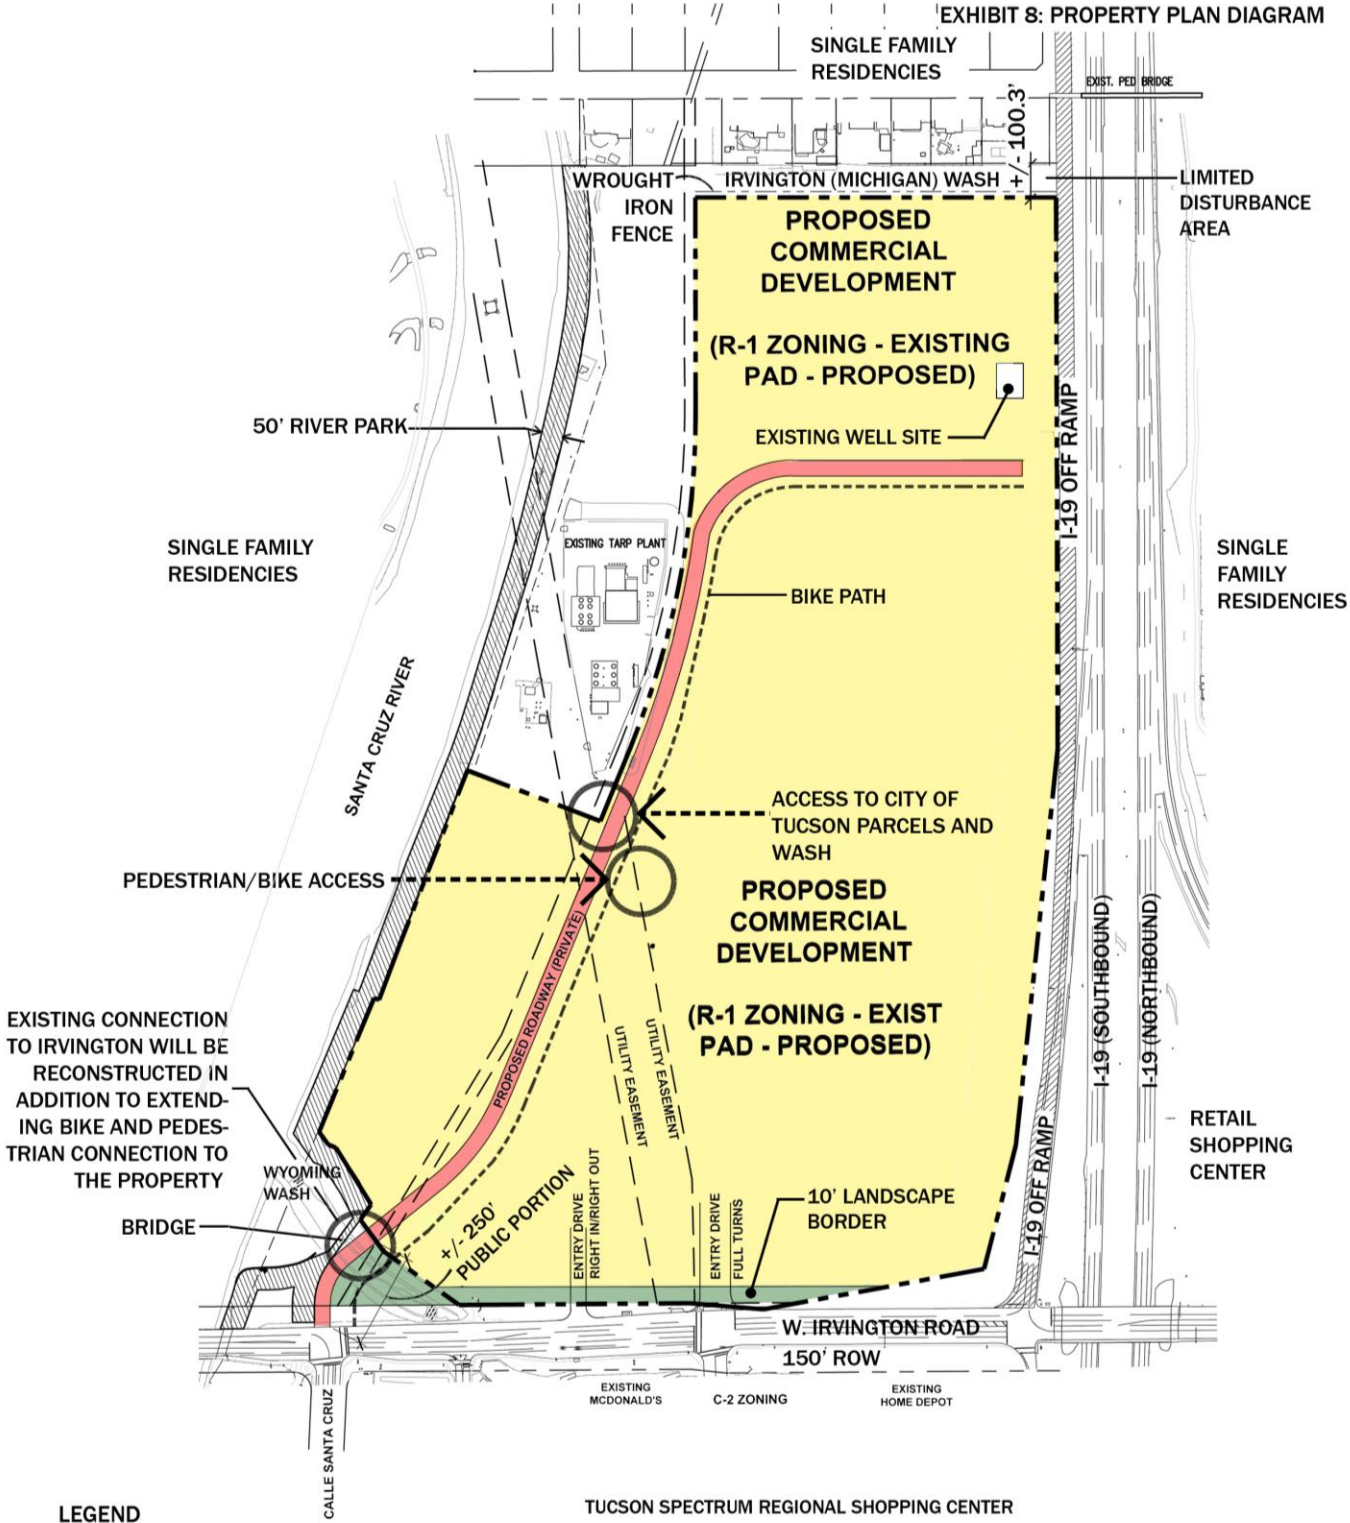 EXHIBIT 8: PROPERTY PLAN DIAGRAM
SINGLE FAMILY
RESIDENCIES
EXIST. PED BRIDGE
+/- 100.3'
WROUGHT
IRON
FENCE
IRVINGTON (MICHIGAN) WASH
LIMITED
DISTURBANCE
AREA
PROPOSED
COMMERCIAL
DEVELOPMENT
(R-1 ZONING - EXISTING
PAD - PROPOSED)
50' RIVER PARK
EXISTING WELL SITE
I-19 OFF RAMP
EXISTING TARP PLANT
SINGLE FAMILY
RESIDENCIES
SINGLE
FAMILY
RESIDENCIES
BIKE PATH
SANTA CRUZ RIVER
ACCESS TO CITY OF
TUCSON PARCELS AND
WASH
PEDESTRIAN/BIKE ACCESS
PROPOSED
COMMERCIAL
DEVELOPMENT
(R-1 ZONING - EXIST
PAD - PROPOSED)
PROPOSED ROADWAY (PRIVATE)
UTILITY EASEMENT
UTILITY EASEMENT
I-19 (SOUTHBOUND)
I-19 (NORTHBOUND)
EXISTING CONNECTION
TO IRVINGTON WILL BE
RECONSTRUCTED IN
ADDITION TO EXTEND-
ING BIKE AND PEDES-
TRIAN CONNECTION TO
THE PROPERTY
RETAIL
SHOPPING
CENTER
I-19 OFF RAMP
WYOMING
WASH
BRIDGE
+/- 250'
PUBLIC PORTION
ENTRY DRIVE
RIGHT IN/RIGHT OUT
ENTRY DRIVE
FULL TURNS
10' LANDSCAPE
BORDER
W. IRVINGTON ROAD
150' ROW
EXISTING
MCDONALD'S
C-2 ZONING
EXISTING
HOME DEPOT
CALLE SANTA CRUZ
LEGEND
TUCSON SPECTRUM REGIONAL SHOPPING CENTER